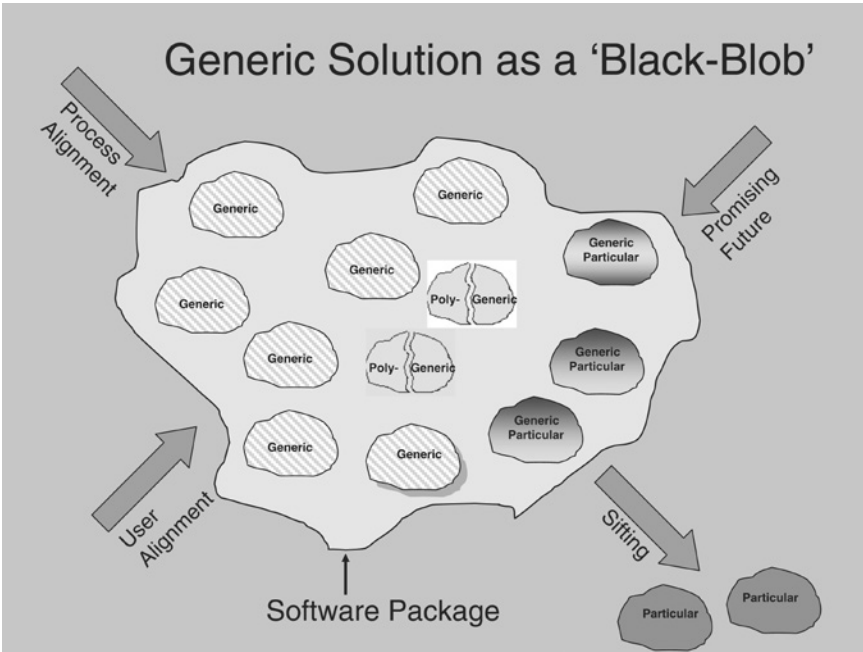 Generic Solution as a ‘Black-Blob’
Process
Alignment
Promising
Future
Generic
Generic
Generic
Particular
Generic
Poly- Generic
Generic
Generic
Poly- Generic
Generic
Particular
Generic
Particular
Generic
Generic
User
Alignment
Sifting
Software Package
Particular
Particular